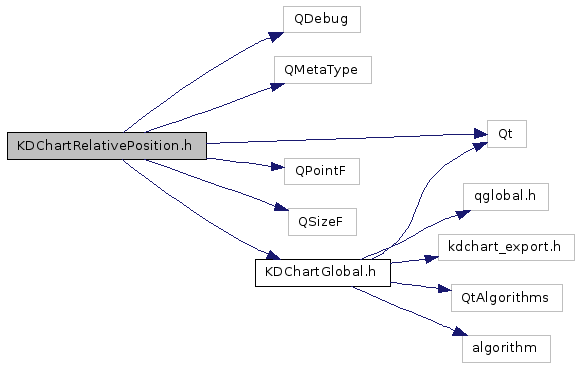 QDebug
QMetaType
KDChartRelativePosition.h
Qt
QPointF
qglobal.h
QSizeF
kdchart_export.h
KDChartGlobal.h
QtAlgorithms
algorithm